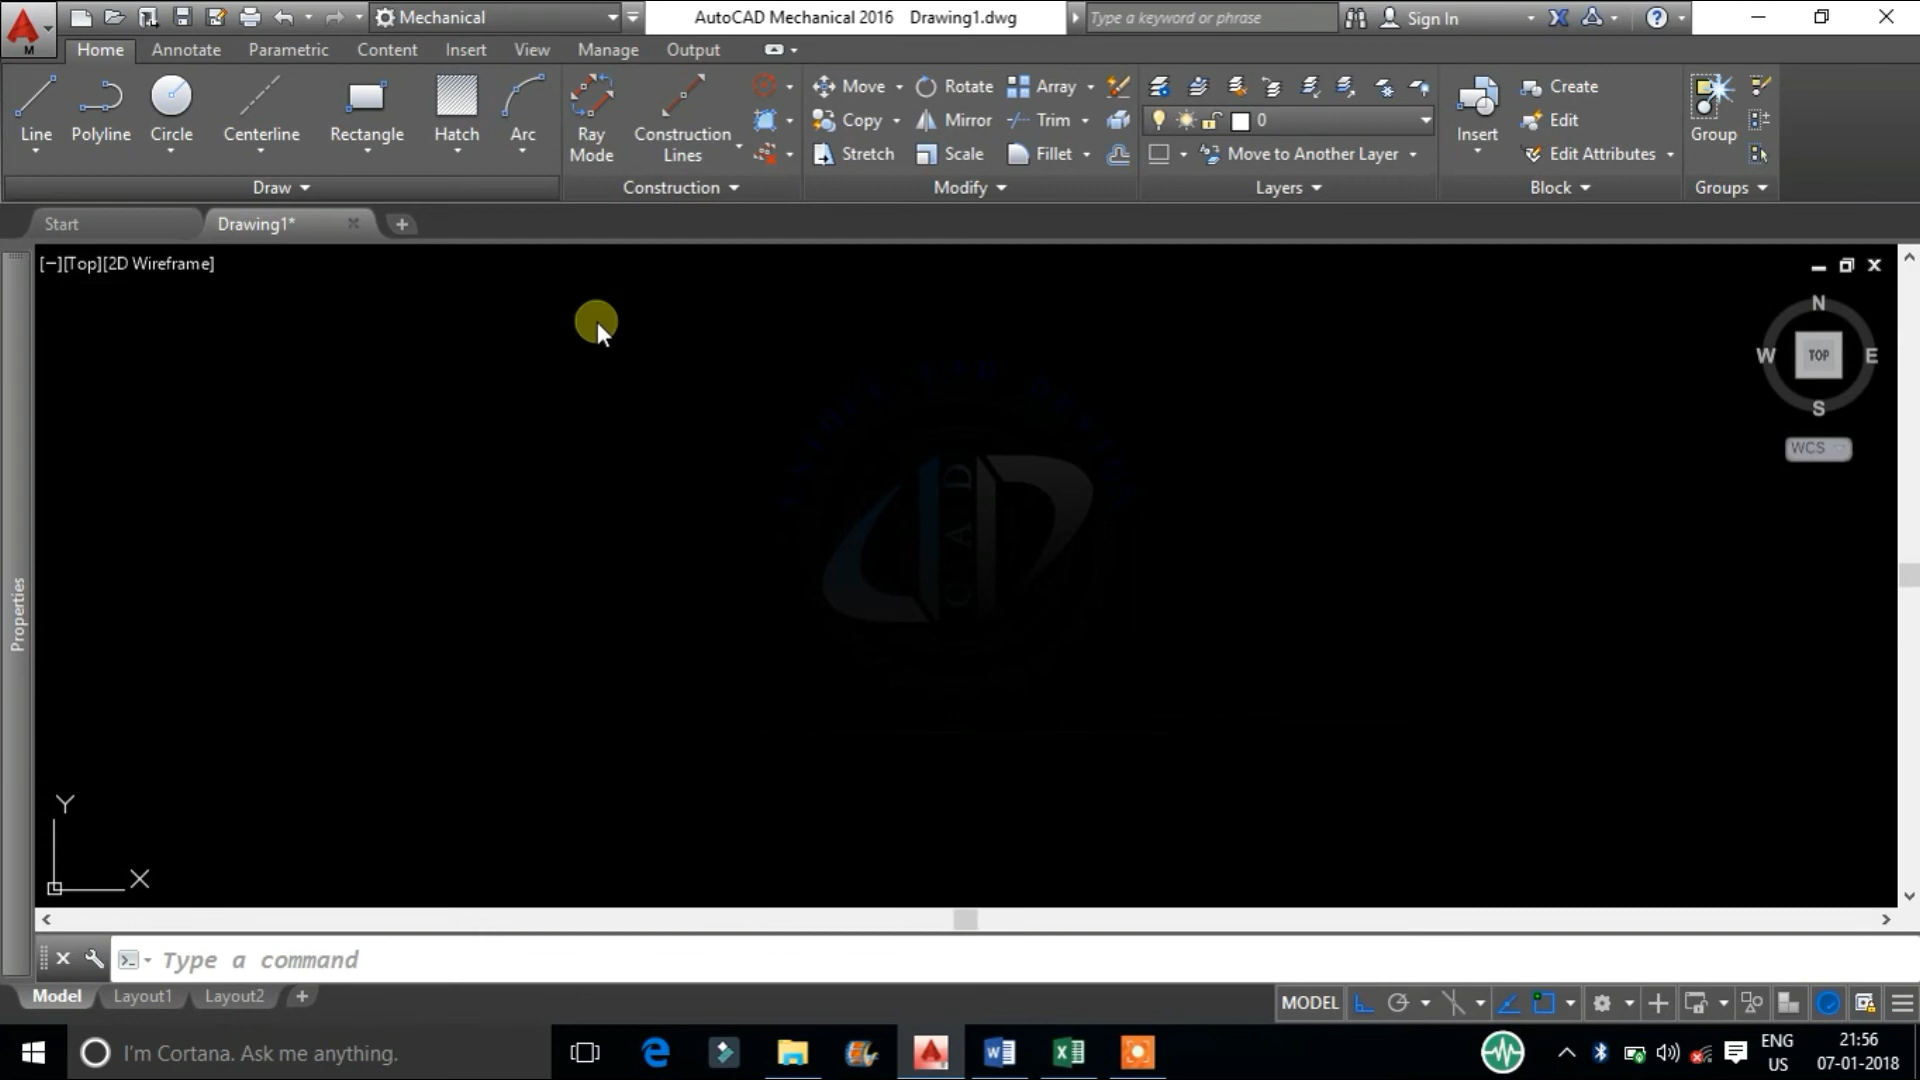 M
Mechanical
AutoCAD Mechanical 2016 Drawing1.dwg
Type a keyword or phrase
Sign In
Home Annotate Parametric Content Insert View Manage Output
Line Polyline Circle Centerline Rectangle Hatch Arc
Ray Mode
Construction Lines
Move Rotate Array
Copy Mirror Trim
Stretch Scale Fillet
0
Move to Another Layer
Insert
Create
Edit
Edit Attributes
Group
Draw Construction Modify Layers Block Groups
Start Drawing1*
[−][Top][2D Wireframe]
N
W TOP E
S
WCS
CAD
Properties
Y
X
Type a command
Model Layout1 Layout2
MODEL
I'm Cortana. Ask me anything.
ENG
US
21:56
07-01-2018